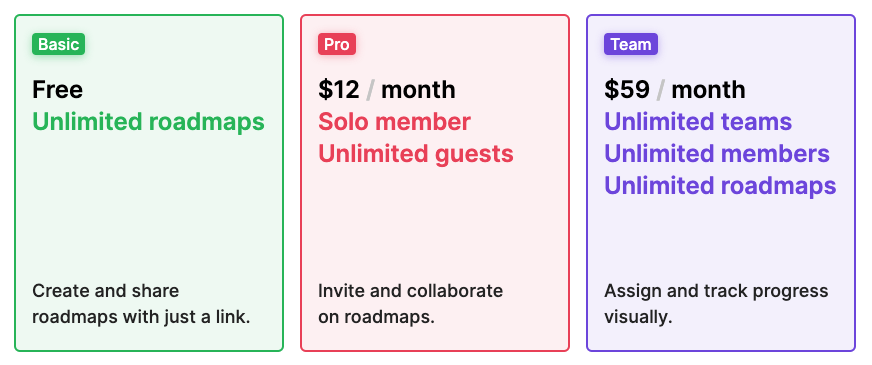 Basic
Free
Unlimited roadmaps
Create and share
roadmaps with just a link.
Pro
$12 / month
Solo member
Unlimited guests
Invite and collaborate
on roadmaps.
Team
$59 / month
Unlimited teams
Unlimited members
Unlimited roadmaps
Assign and track progress
visually.